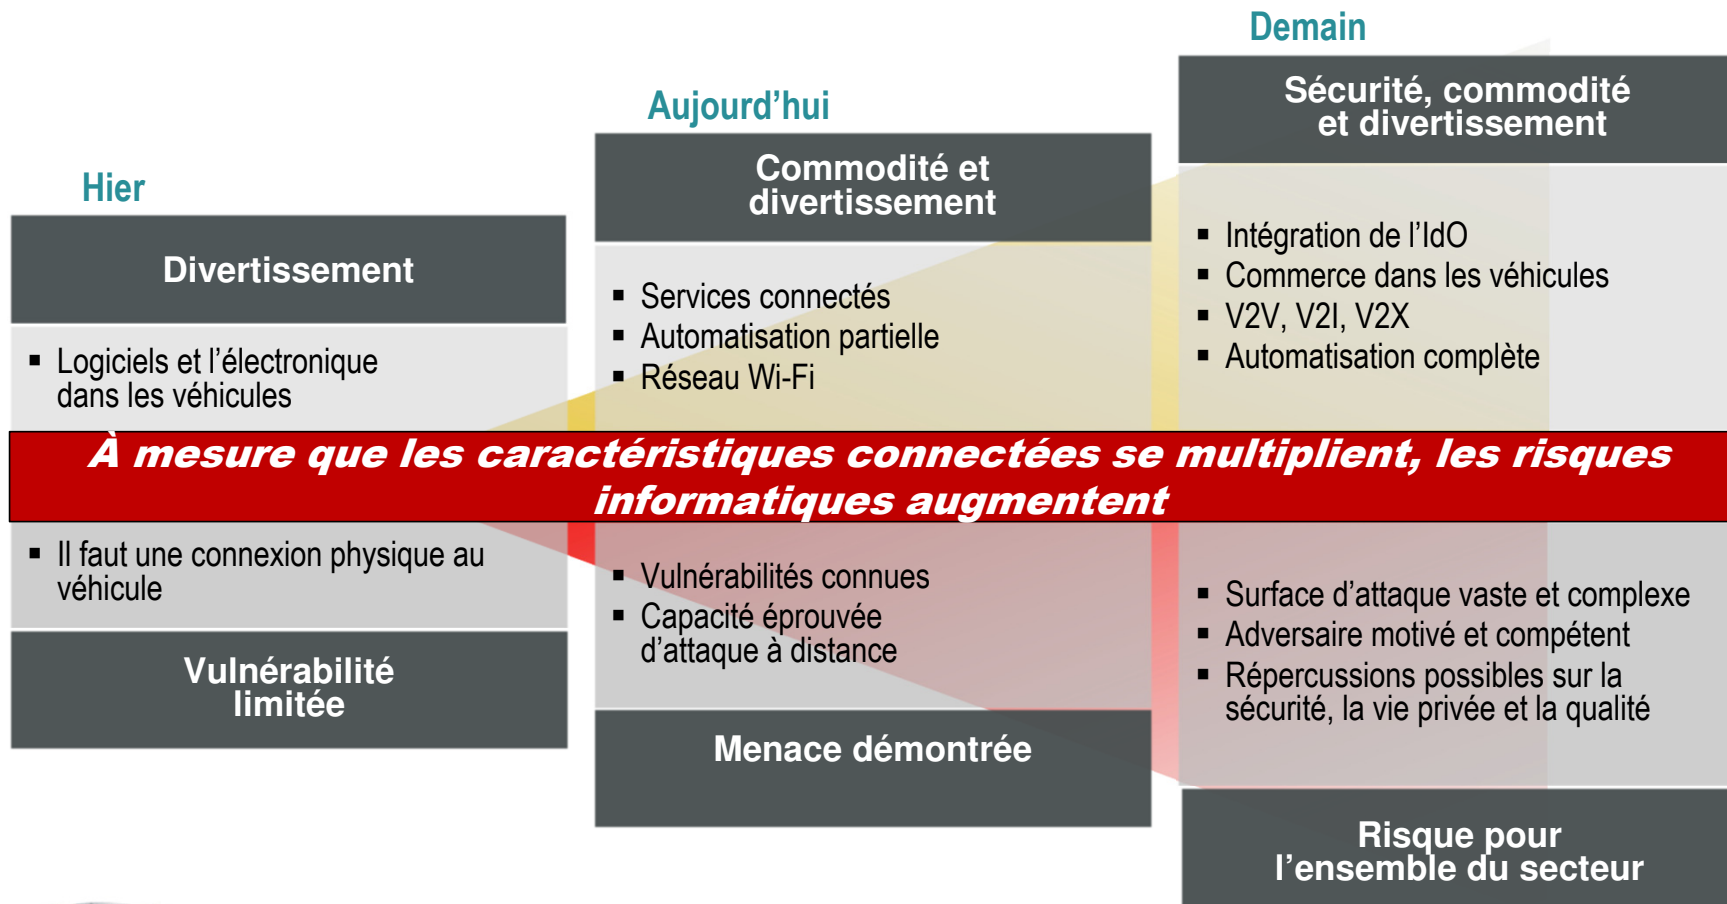 Hier
Divertissement
▪ Logiciels et l’électronique
dans les véhicules
Aujourd’hui
Commodité et
divertissement
▪ Services connectés
▪ Automatisation partielle
▪ Réseau Wi-Fi
Demain
Sécurité, commodité
et divertissement
▪ Intégration de l’IdO
▪ Commerce dans les véhicules
▪ V2V, V2I, V2X
▪ Automatisation complète
À mesure que les caractéristiques connectées se multiplient, les risques
informatiques augmentent
▪ Il faut une connexion physique au
véhicule
Vulnérabilité
limitée
▪ Vulnérabilités connues
▪ Capacité éprouvée
d’attaque à distance
Menace démontrée
▪ Surface d’attaque vaste et complexe
▪ Adversaire motivé et compétent
▪ Répercussions possibles sur la
sécurité, la vie privée et la qualité
Risque pour
l’ensemble du secteur